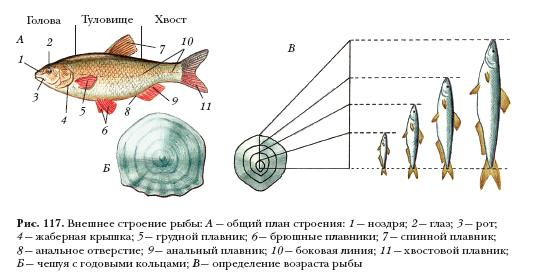 Голова Туловище Хвост
А
2
1
3
4
5
6
7
8
9
10
11
Б
В
Рис. 117. Внешнее строение рыбы: А – общий план строения: 1 – ноздря; 2 – глаз; 3 – рот;
4 – жаберная крышка; 5 – грудной плавник; 6 – брюшные плавники; 7 – спинной плавник;
8 – анальное отверстие; 9 – анальный плавник; 10 – боковая линия; 11 – хвостовой плавник;
Б – чешуя с годовыми кольцами; В – определение возраста рыбы